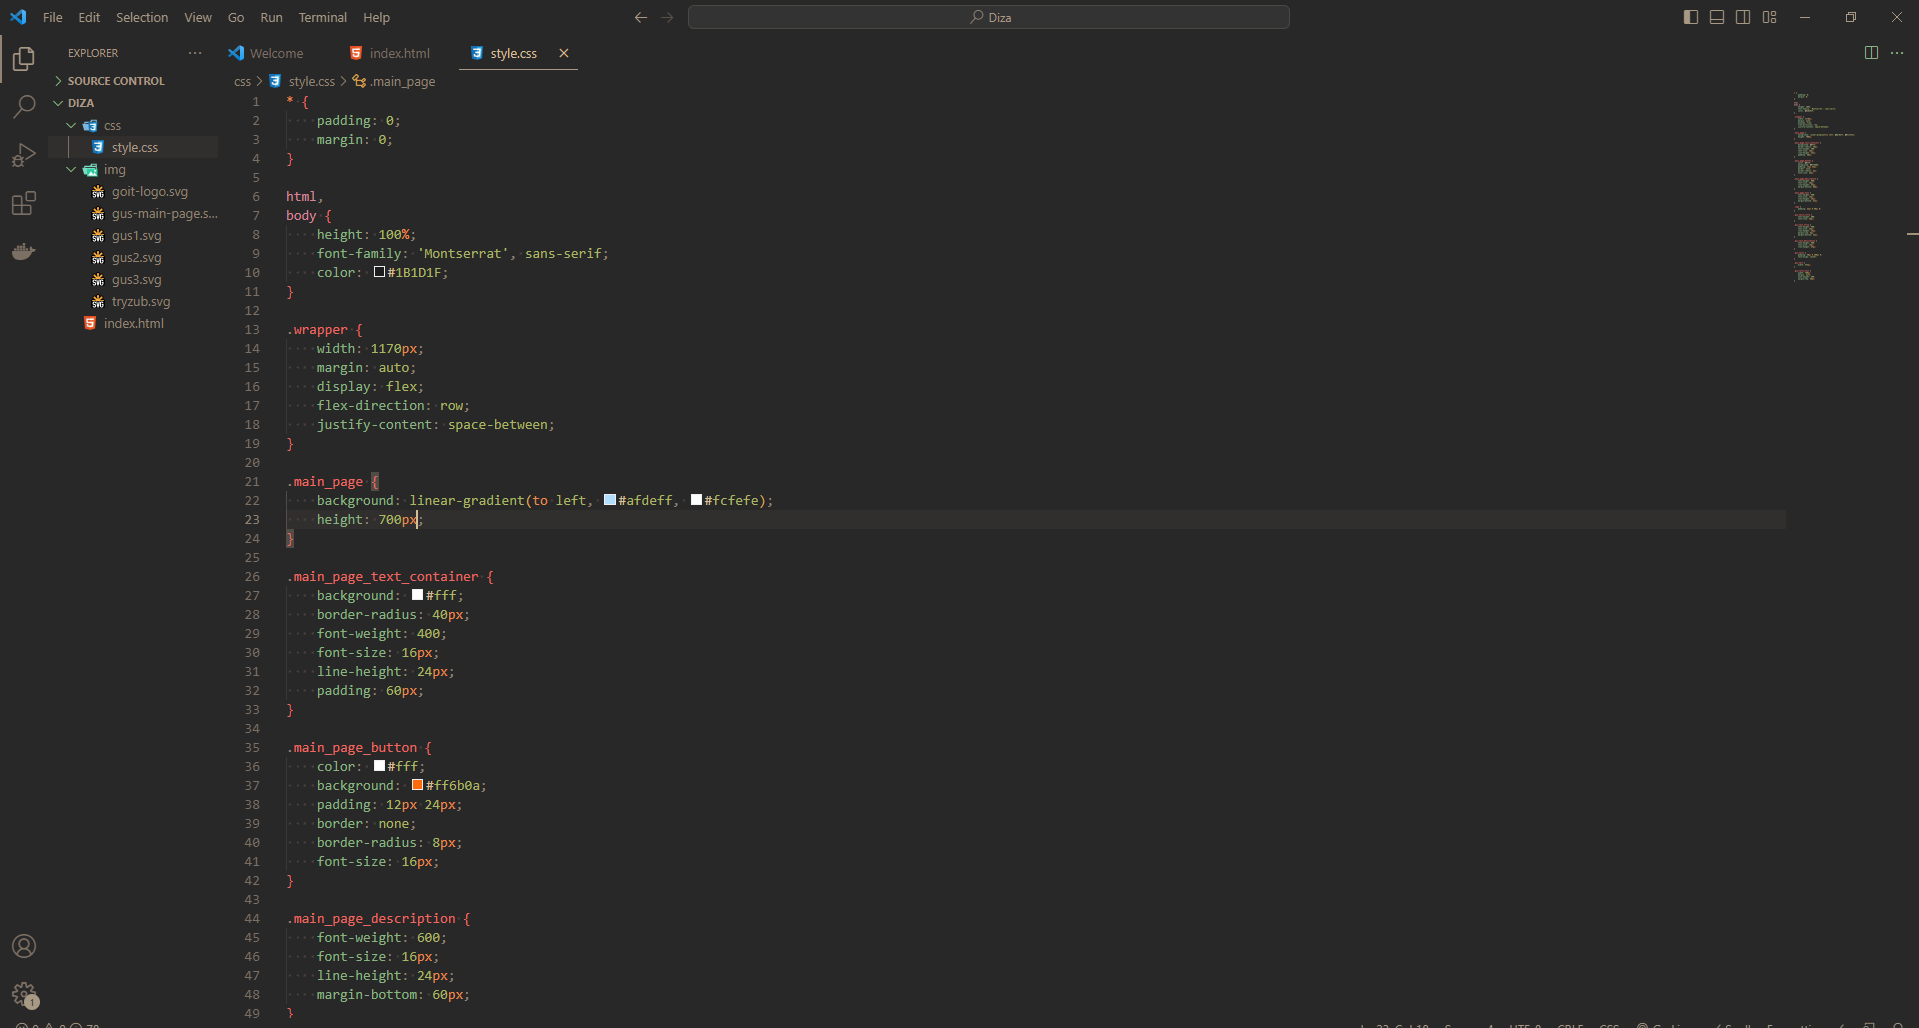 File Edit Selection View Go Run Terminal Help
Diza
EXPLORER
SOURCE CONTROL
DIZA
css
style.css
img
goit-logo.svg
gus-main-page.s...
gus1.svg
gus2.svg
gus3.svg
tryzub.svg
index.html
1
Welcome index.html style.css
css > style.css > .main_page
1 * {
2 padding: 0;
3 margin: 0;
4 }
5
6 html,
7 body {
8 height: 100%;
9 font-family: 'Montserrat', sans-serif;
10 color: #1B1D1F;
11 }
12
13 .wrapper {
14 width: 1170px;
15 margin: auto;
16 display: flex;
17 flex-direction: row;
18 justify-content: space-between;
19 }
20
21 .main_page {
22 background: linear-gradient(to left, #afdeff, #fcfefe);
23 height: 700px;
24 }
25
26 .main_page_text_container {
27 background: #fff;
28 border-radius: 40px;
29 font-weight: 400;
30 font-size: 16px;
31 line-height: 24px;
32 padding: 60px;
33 }
34
35 .main_page_button {
36 color: #fff;
37 background: #ff6b0a;
38 padding: 12px 24px;
39 border: none;
40 border-radius: 8px;
41 font-size: 16px;
42 }
43
44 .main_page_description {
45 font-weight: 600;
46 font-size: 16px;
47 line-height: 24px;
48 margin-bottom: 60px;
49 }